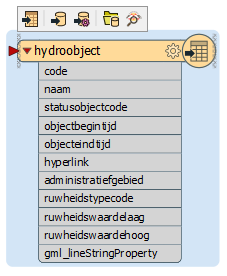 hydroobject
code
naam
statusobjectcode
objectbegintijd
objecteindtijd
hyperlink
administratiefgebied
ruwheidstypecode
ruwheidswaardelaag
ruwheidswaardehoog
gml_lineStringProperty